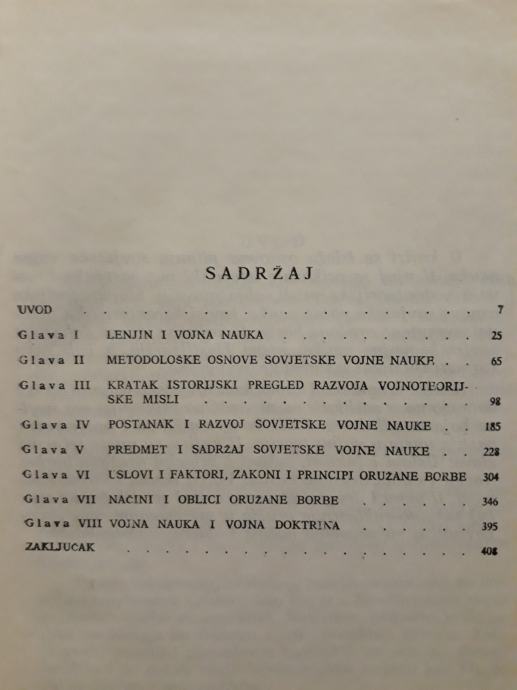 SADRŽAJ
UVOD . . . . . . . . . . . . . . . . . 7
Glava I LENJIN I VOJNA NAUKA . . . . . . . . . 25
Glava II METODOLOŠKE OSNOVE SOVJETSKE VOJNE NAUKE . . 65
Glava III KRATAK ISTORIJSKI PREGLED RAZVOJA VOJNOTEORIJ-
SKE MISLI . . . . . . . . . . . . . 98
Glava IV POSTANAK I RAZVOJ SOVJETSKE VOJNE NAUKE . . 185
Glava V PREDMET I SADRŽAJ SOVJETSKE VOJNE NAUKE . . 228
Glava VI USLOVI I FAKTORI, ZAKONI I PRINCIPI ORUŽANE BORBE 304
Glava VII NAČINI I OBLICI ORUŽANE BORBE . . . . . . 346
Glava VIII VOJNA NAUKA I VOJNA DOKTRINA . . . . . 395
ZAKLJUČAK . . . . . . . . . . . . . . . 408